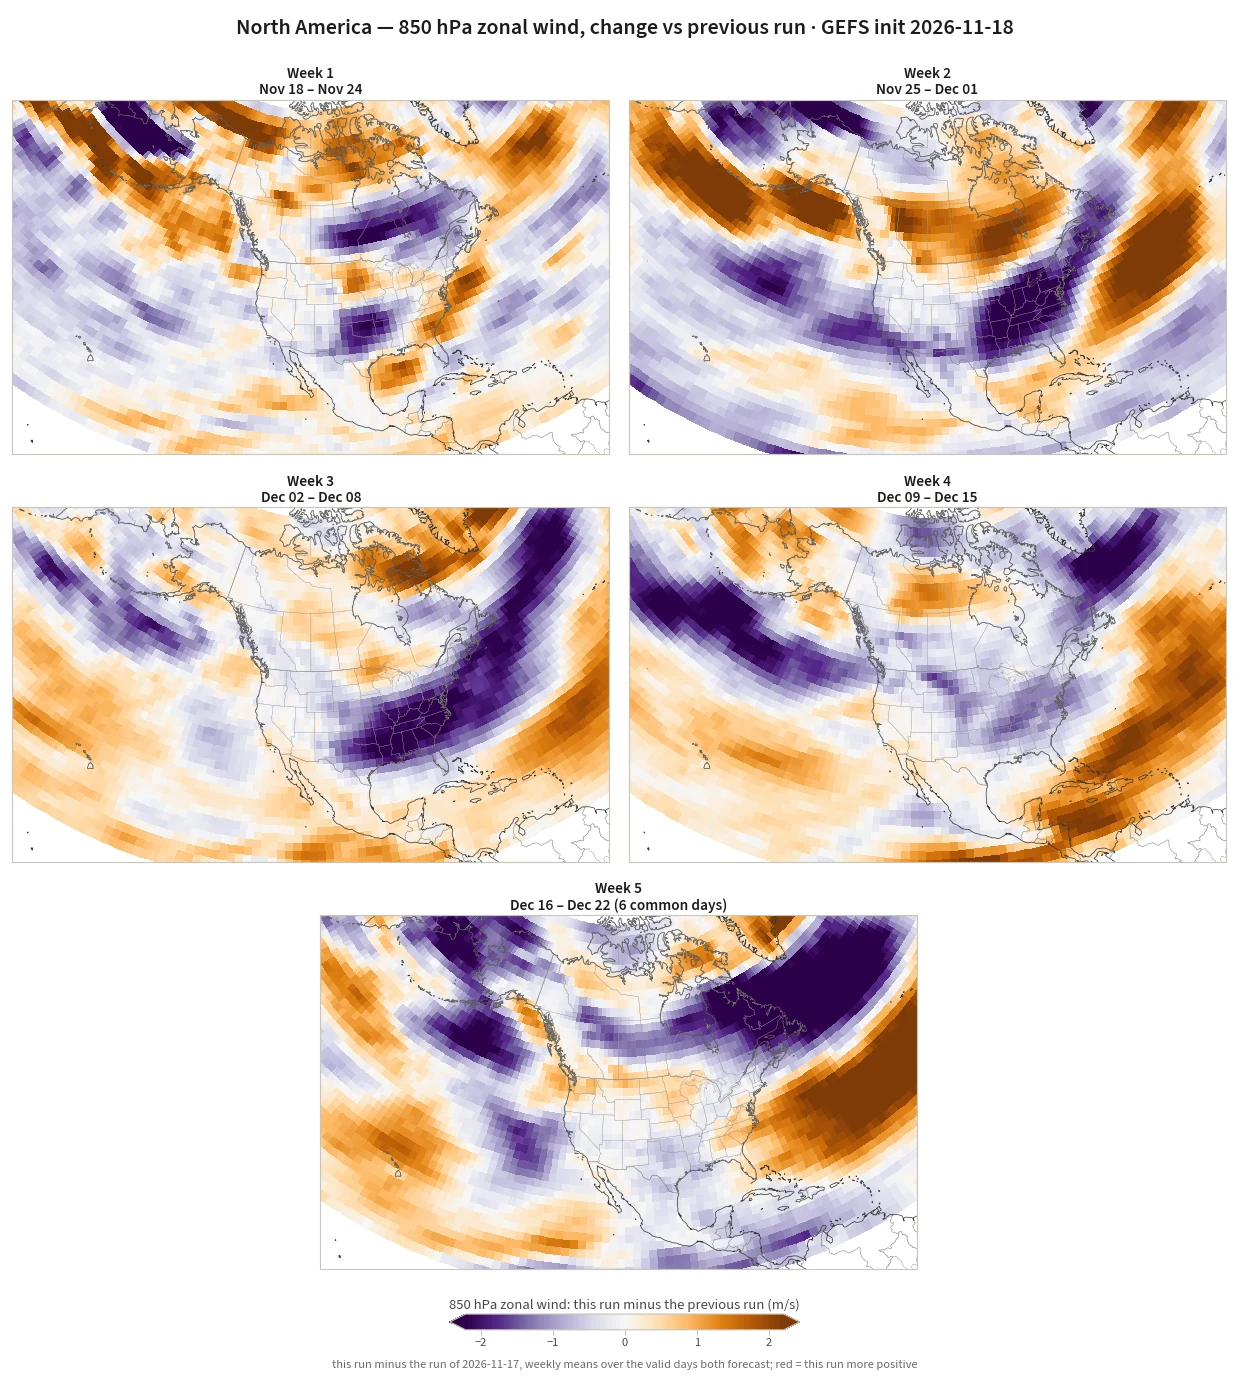 North America — 850 hPa zonal wind, change vs previous run · GEFS init 2026-11-18
Week 1
Nov 18 – Nov 24
Week 2
Nov 25 – Dec 01
Week 3
Dec 02 – Dec 08
Week 4
Dec 09 – Dec 15
Week 5
Dec 16 – Dec 22 (6 common days)
850 hPa zonal wind: this run minus the previous run (m/s)
−2 −1 0 1 2
this run minus the run of 2026-11-17, weekly means over the valid days both forecast; red = this run more positive